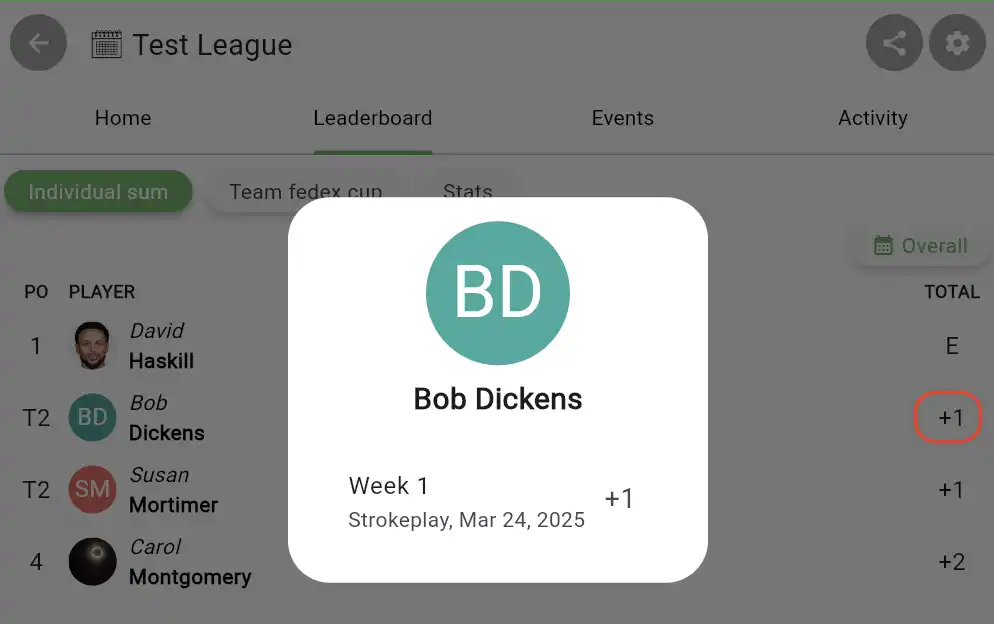 Test League
Home Leaderboard Events Activity
Individual sum Team fedex cup Stats
Overall
PO PLAYER TOTAL
1 David Haskill E
T2 BD Bob Dickens +1
T2 SM Susan Mortimer +1
4 Carol Montgomery +2
BD
Bob Dickens
Week 1
Strokeplay, Mar 24, 2025
+1